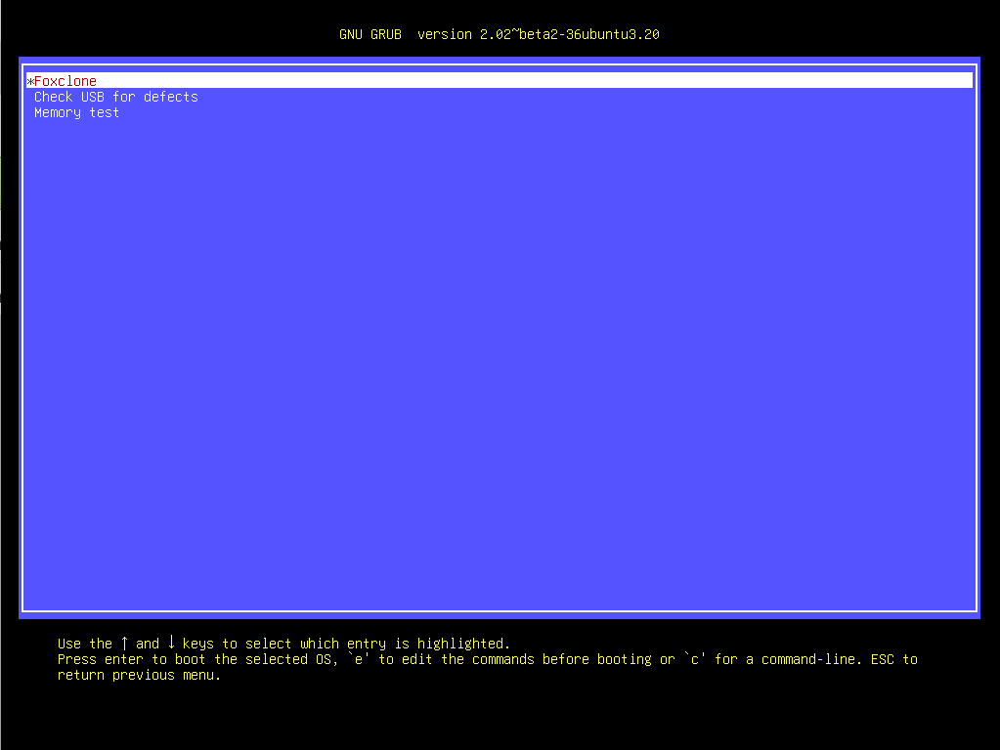 GNU GRUB  version 2.02~beta2-36ubuntu3.20
*Foxclone
Check USB for defects
Memory test
Use the ↑ and ↓ keys to select which entry is highlighted.
Press enter to boot the selected OS, `e' to edit the commands before booting or `c' for a command-line. ESC to
return previous menu.